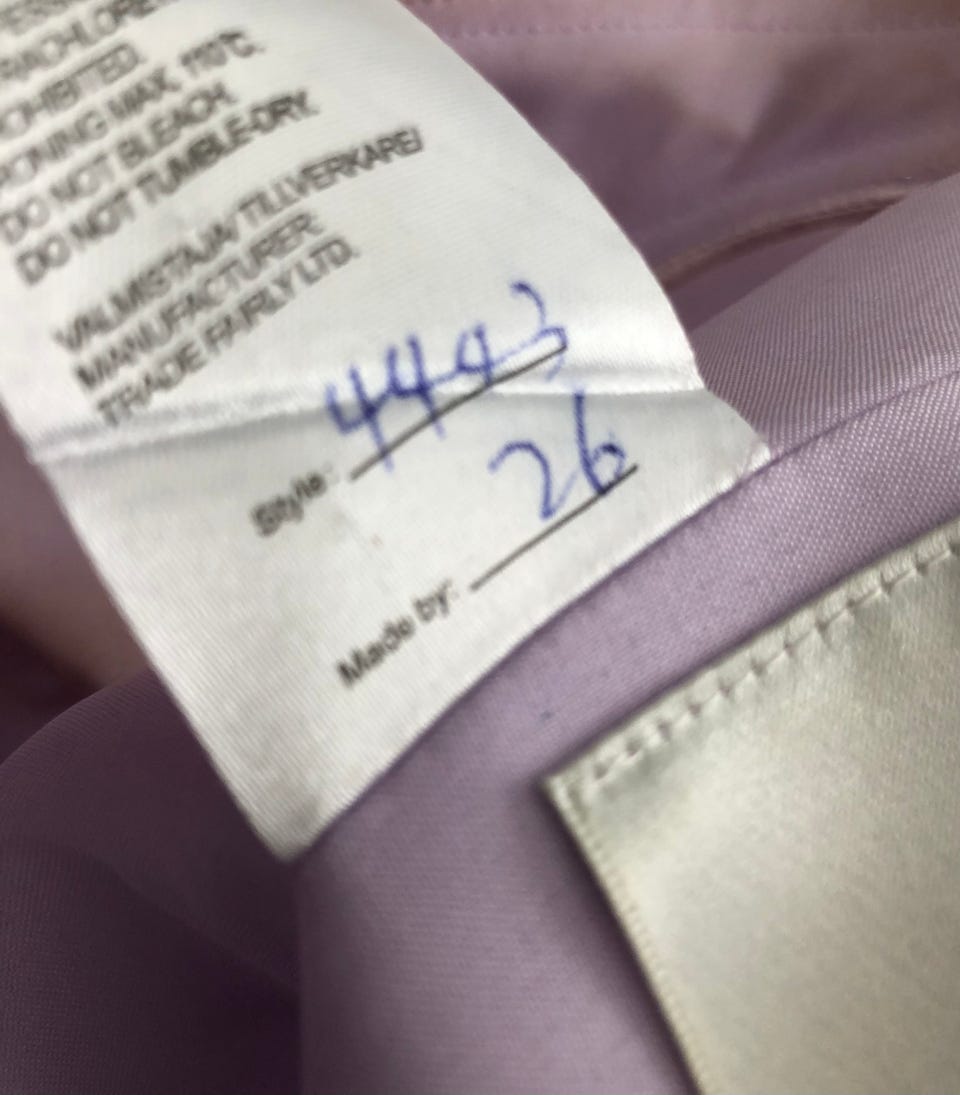 PROHIBITED.
IRONING MAX. 110°C.
DO NOT BLEACH.
DO NOT TUMBLE-DRY.
VALMISTAJA/ TILLVERKARE/
MANUFACTURER:
TRADE FAIRLY LTD.
Style: 4493
Made by: 26